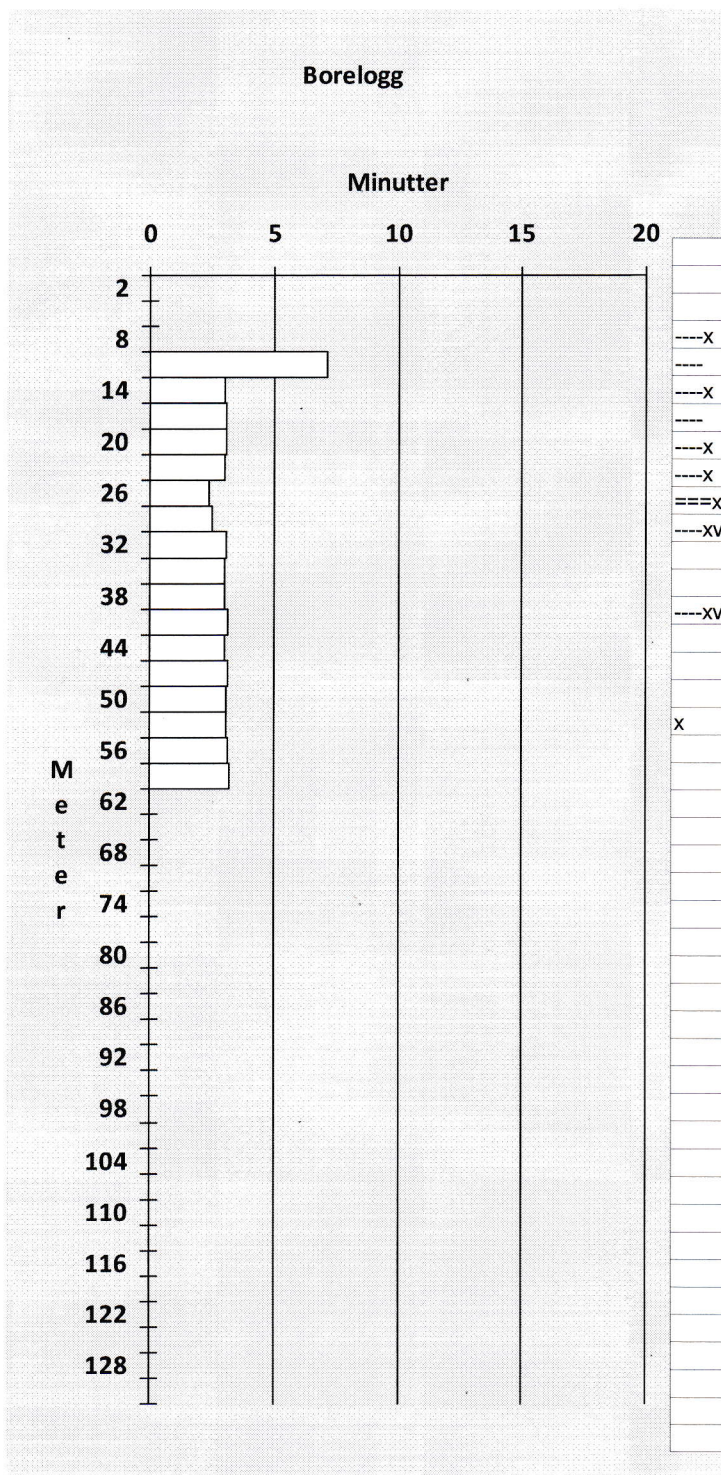 Borelogg
Minutter
0 5 10 15 20
2
8
14
20
26
32
38
44
50
56
62
68
74
80
86
92
98
104
110
116
122
128
M
e
t
e
r
----x
----
----x
----
----x
----x
===x
----xv
----xv
x